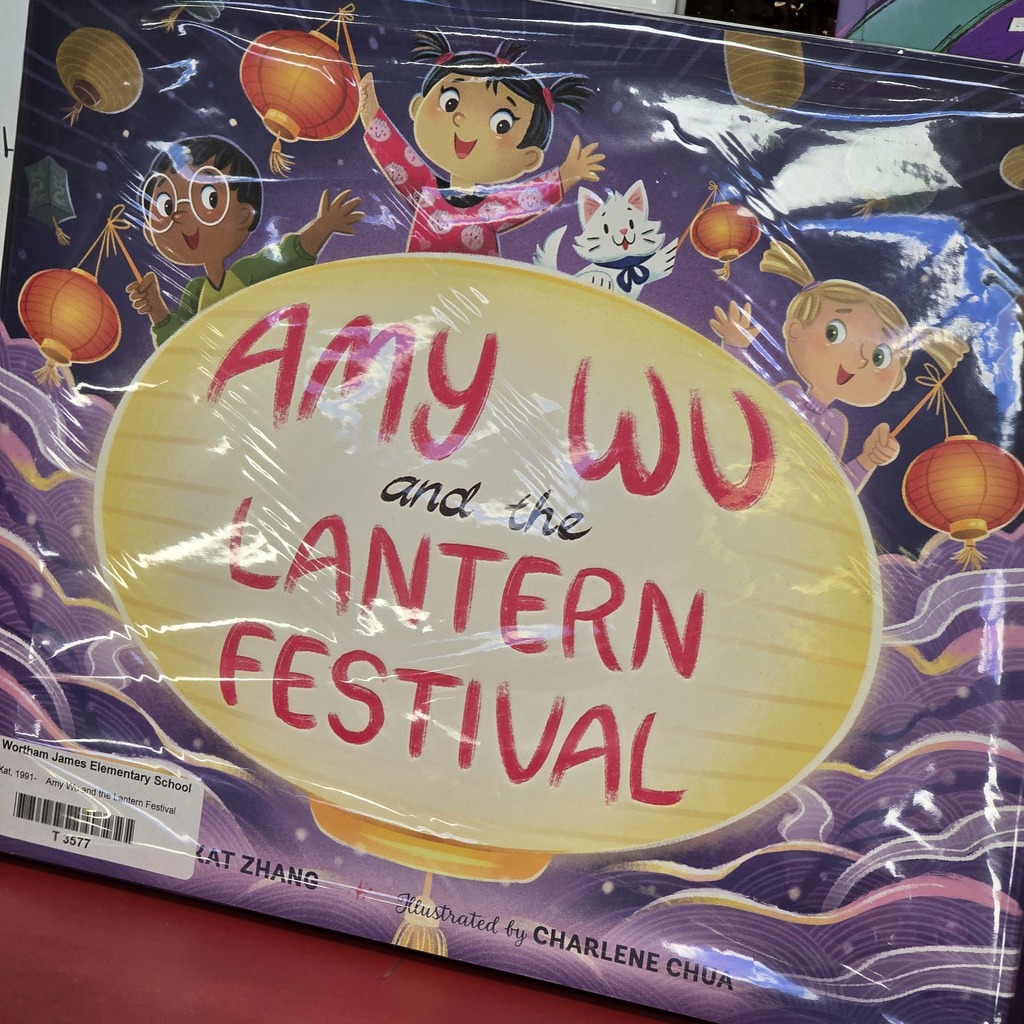 AMY WU
and the
LANTERN
FESTIVAL
Wortham James Elementary School
Kat, 1991- Amy Wu and the Lantern Festival
T 3577
KAT ZHANG
Illustrated by CHARLENE CHUA